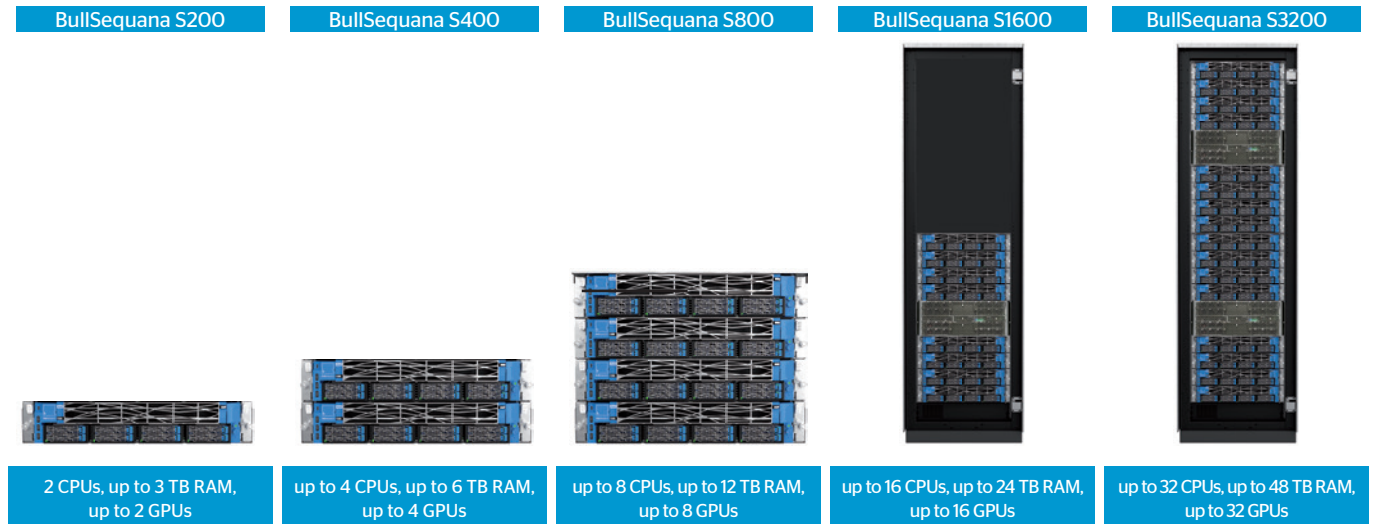 BullSequana S200
BullSequana S400
BullSequana S800
BullSequana S1600
BullSequana S3200
2 CPUs, up to 3 TB RAM,
up to 2 GPUs
up to 4 CPUs, up to 6 TB RAM,
up to 4 GPUs
up to 8 CPUs, up to 12 TB RAM,
up to 8 GPUs
up to 16 CPUs, up to 24 TB RAM,
up to 16 GPUs
up to 32 CPUs, up to 48 TB RAM,
up to 32 GPUs